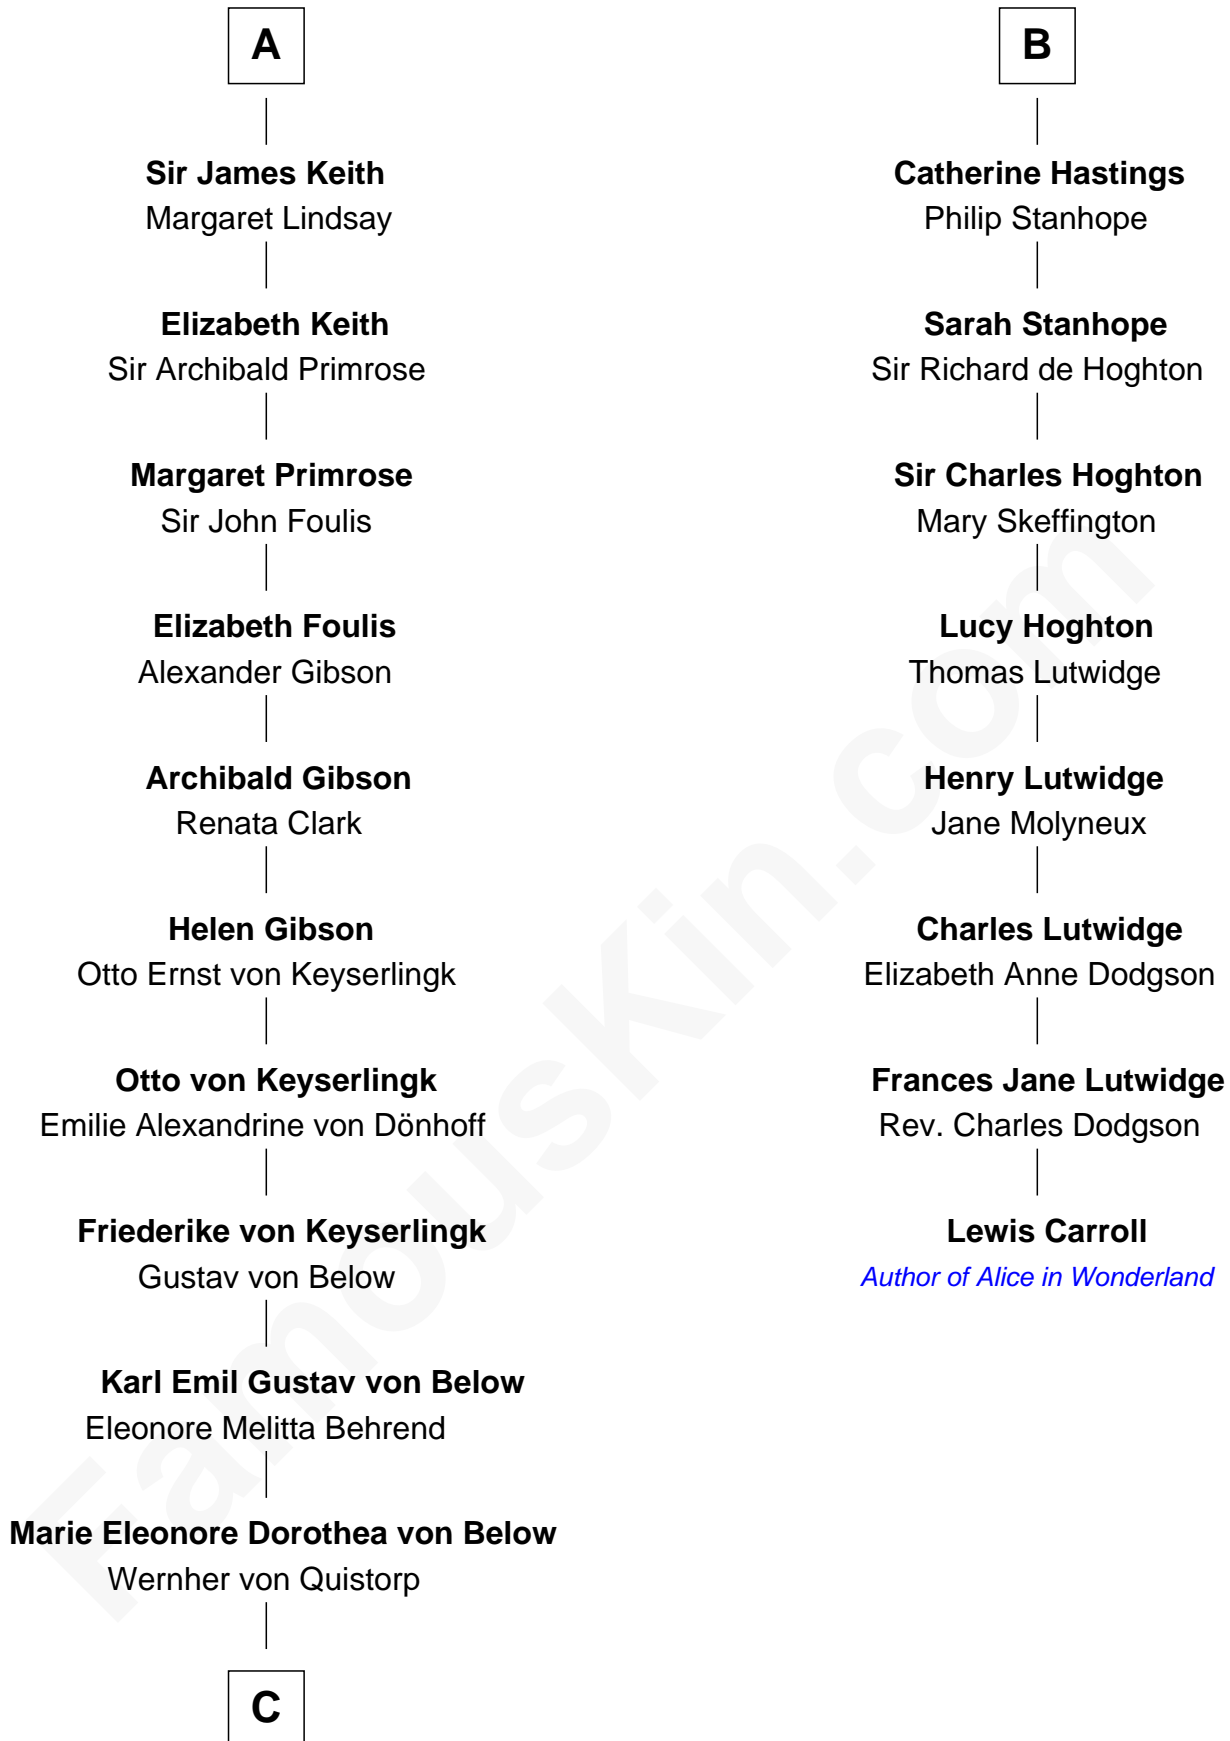 A
Sir James Keith
Margaret Lindsay
Elizabeth Keith
Sir Archibald Primrose
Margaret Primrose
Sir John Foulis
Elizabeth Foulis
Alexander Gibson
Archibald Gibson
Renata Clark
Helen Gibson
Otto Ernst von Keyserlingk
Otto von Keyserlingk
Emilie Alexandrine von Dönhoff
Friederike von Keyserlingk
Gustav von Below
Karl Emil Gustav von Below
Eleonore Melitta Behrend
Marie Eleonore Dorothea von Below
Wernher von Quistorp
C
B
Catherine Hastings
Philip Stanhope
Sarah Stanhope
Sir Richard de Hoghton
Sir Charles Hoghton
Mary Skeffington
Lucy Hoghton
Thomas Lutwidge
Henry Lutwidge
Jane Molyneux
Charles Lutwidge
Elizabeth Anne Dodgson
Frances Jane Lutwidge
Rev. Charles Dodgson
Lewis Carroll
Author of Alice in Wonderland
FamousKin.com